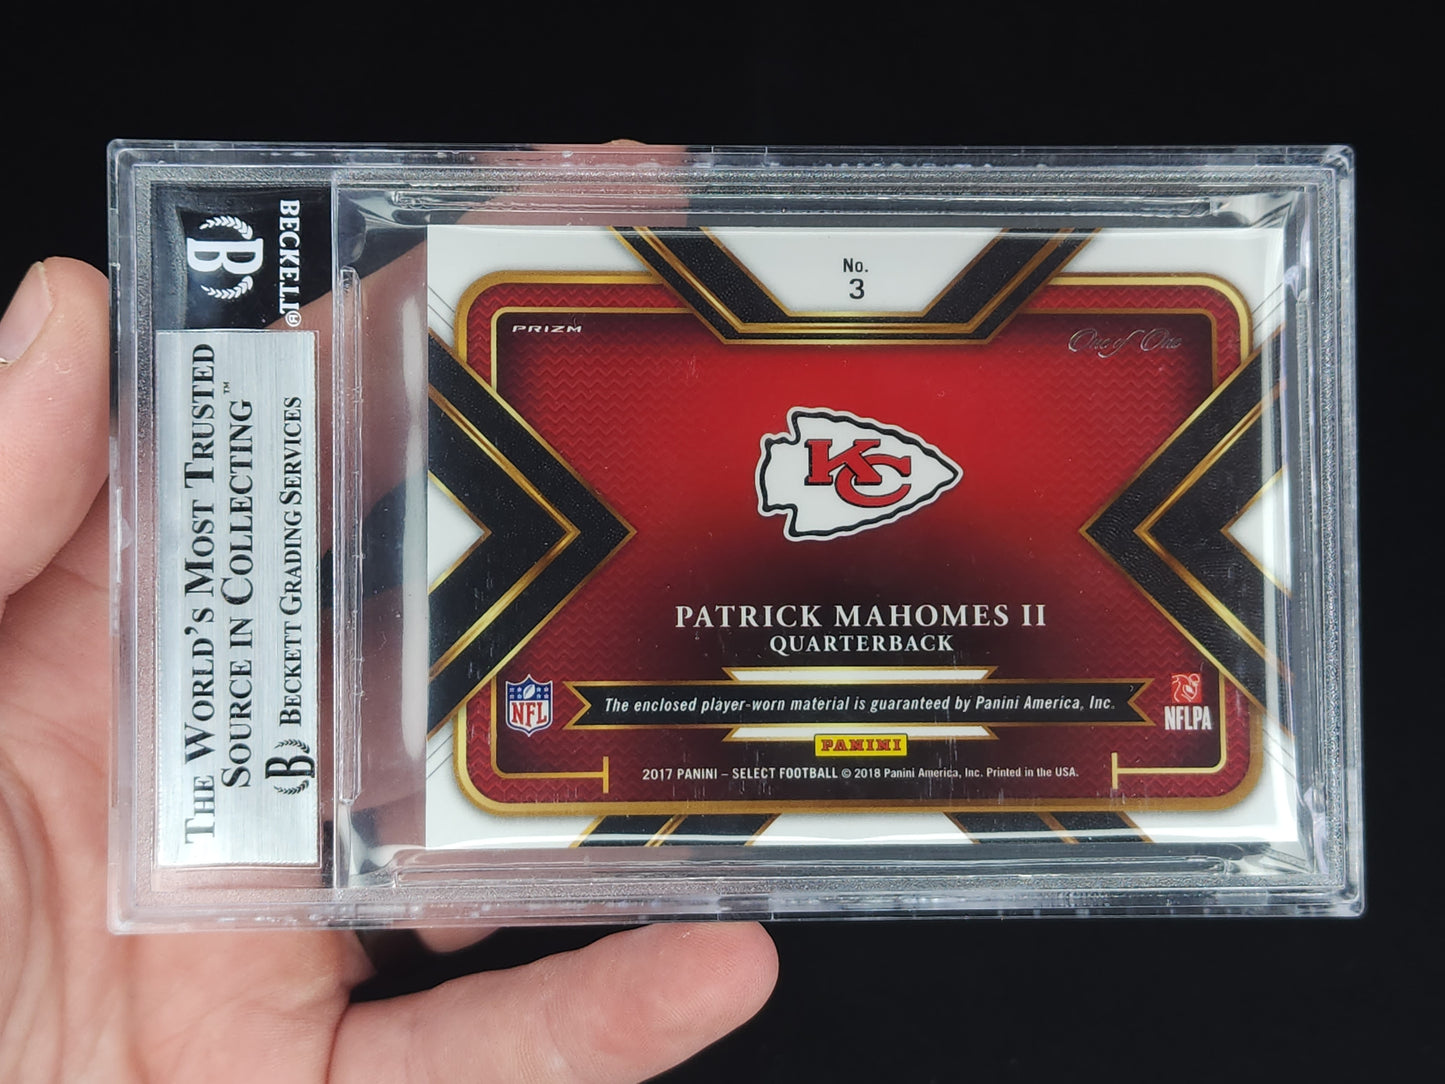 BECKETT®
B
THE WORLD'S MOST TRUSTED
SOURCE IN COLLECTING™
B BECKETT GRADING SERVICES
No.
3
PRIZM
One of One
KC
PATRICK MAHOMES II
QUARTERBACK
NFL
The enclosed player-worn material is guaranteed by Panini America, Inc.
NFLPA
PANINI
2017 PANINI – SELECT FOOTBALL © 2018 Panini America, Inc. Printed in the USA.